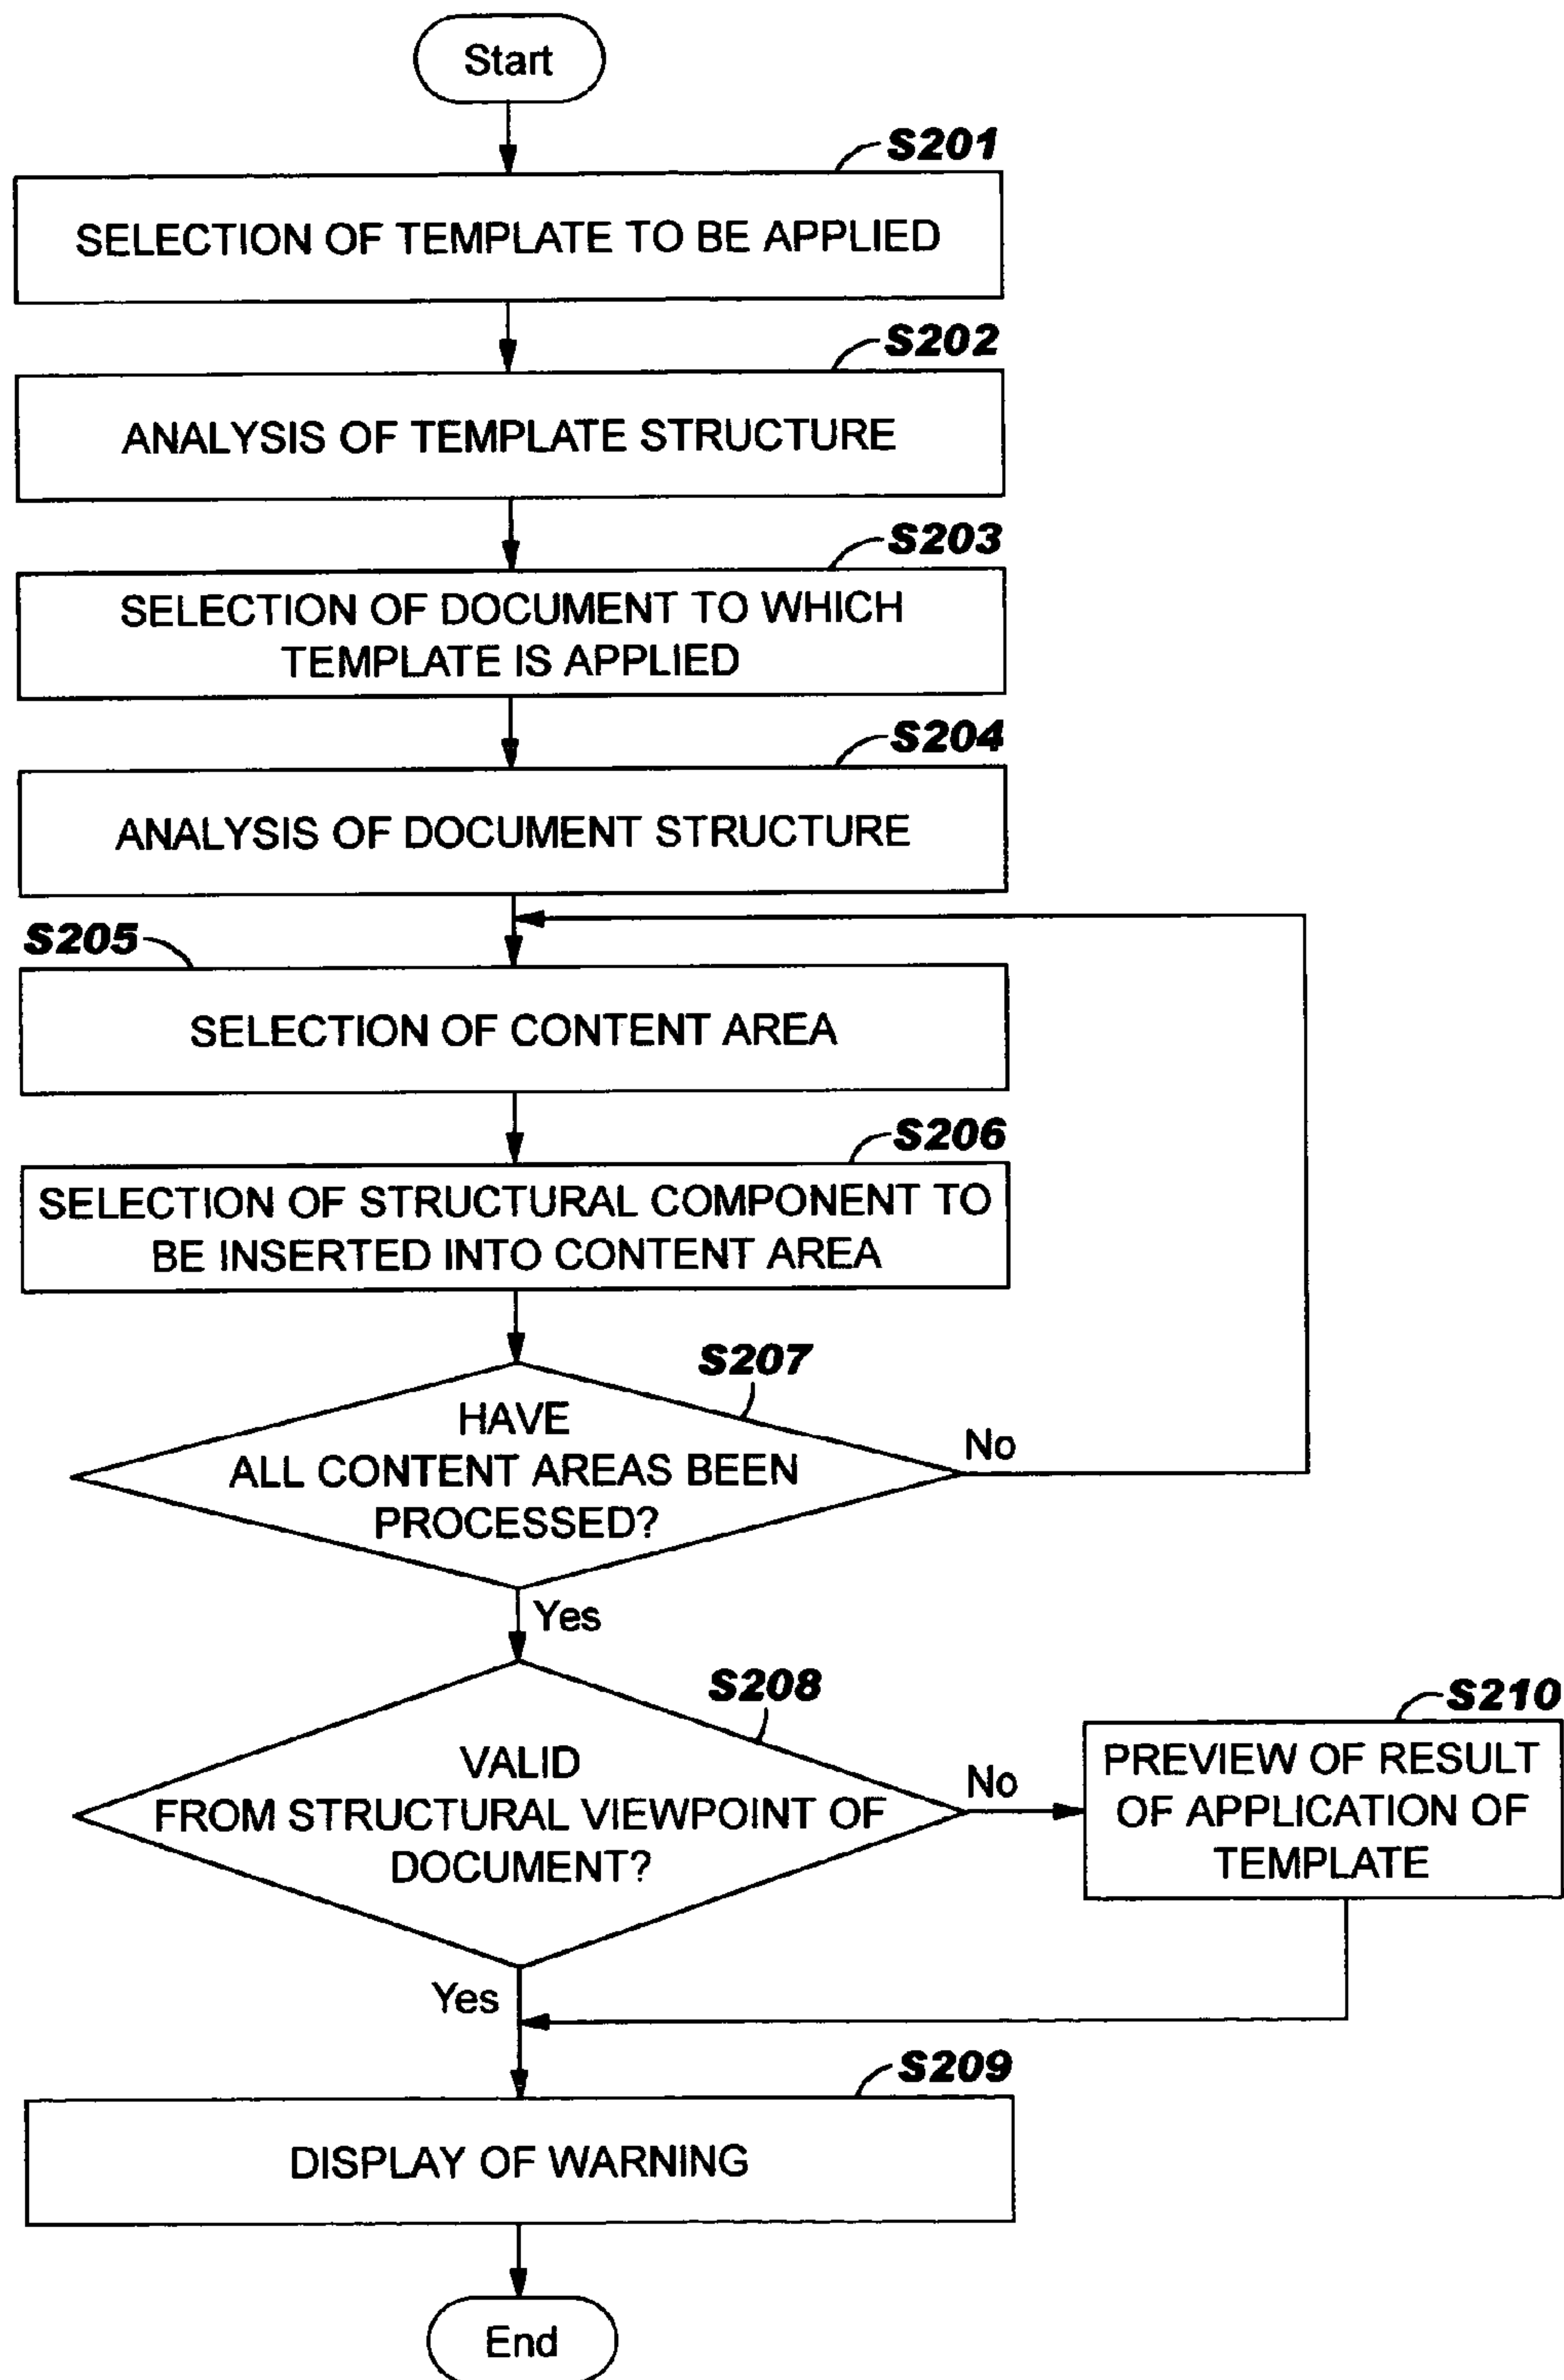 Start
S201
SELECTION OF TEMPLATE TO BE APPLIED
S202
ANALYSIS OF TEMPLATE STRUCTURE
S203
SELECTION OF DOCUMENT TO WHICH
TEMPLATE IS APPLIED
S204
ANALYSIS OF DOCUMENT STRUCTURE
S205
SELECTION OF CONTENT AREA
S206
SELECTION OF STRUCTURAL COMPONENT TO
BE INSERTED INTO CONTENT AREA
S207
HAVE
ALL CONTENT AREAS BEEN
PROCESSED?
No
Yes
S208
VALID
FROM STRUCTURAL VIEWPOINT OF
DOCUMENT?
No
S210
PREVIEW OF RESULT
OF APPLICATION OF
TEMPLATE
Yes
S209
DISPLAY OF WARNING
End